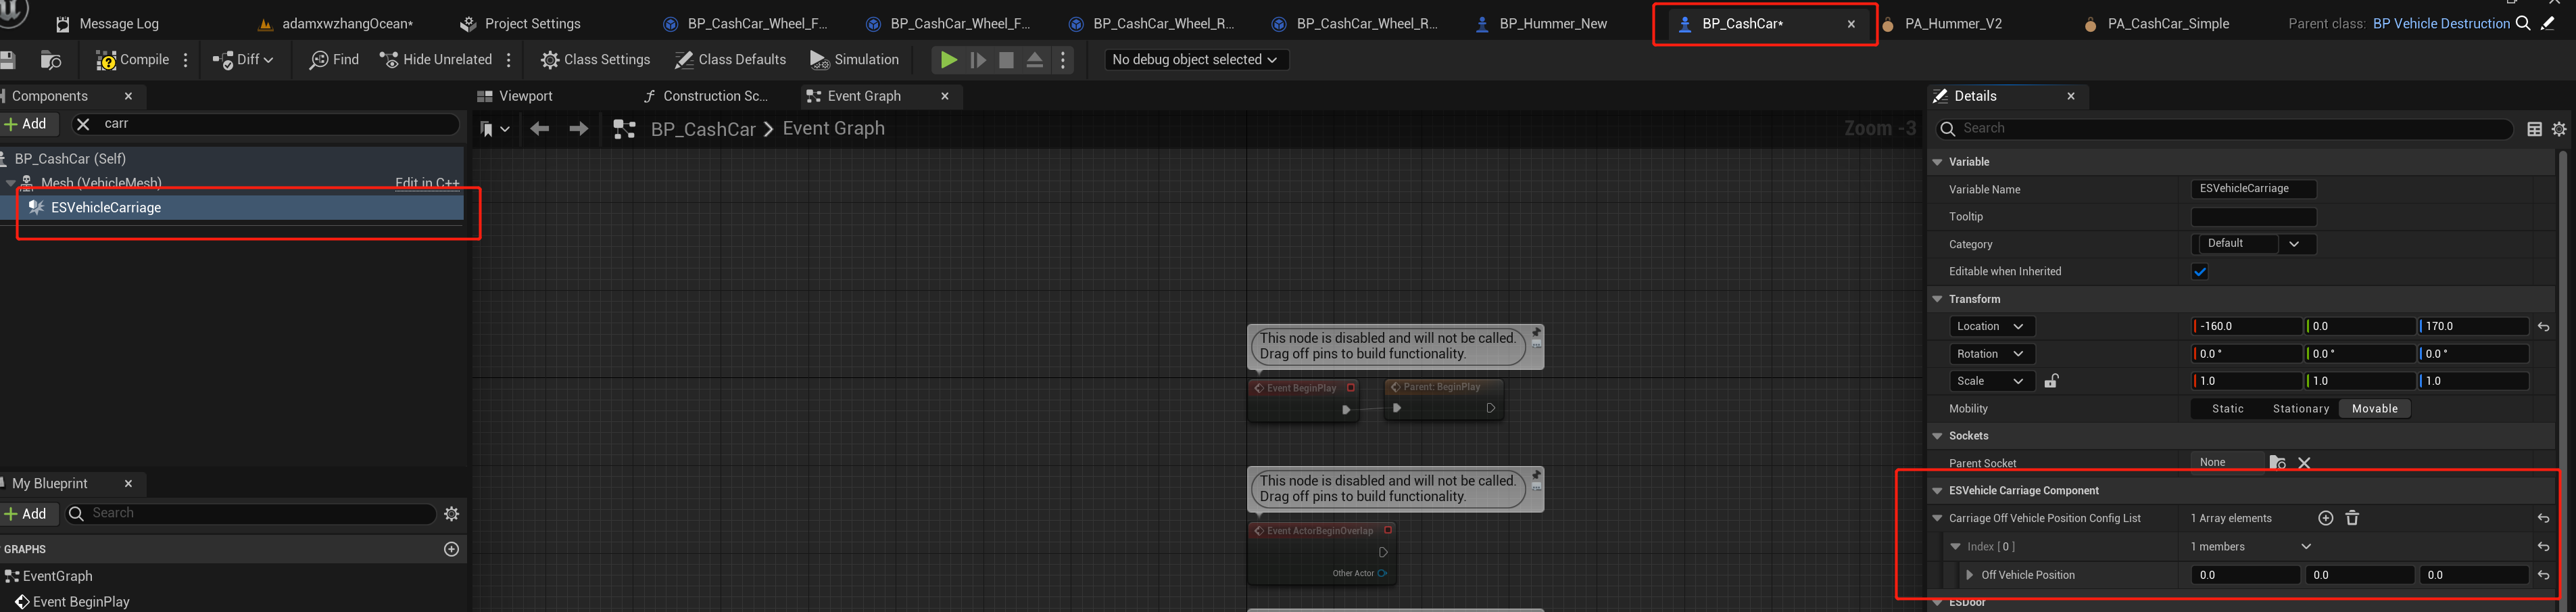 Message Log
adamxwzhangOcean*
Project Settings
BP_CashCar_Wheel_F...
BP_CashCar_Wheel_F...
BP_CashCar_Wheel_R...
BP_CashCar_Wheel_R...
BP_Hummer_New
BP_CashCar*
PA_Hummer_V2
PA_CashCar_Simple
Parent class: BP Vehicle Destruction
Compile
Diff
Find
Hide Unrelated
Class Settings
Class Defaults
Simulation
No debug object selected
Components
Add
carr
BP_CashCar (Self)
Mesh (VehicleMesh)
Edit in C++
ESVehicleCarriage
My Blueprint
Add
Search
GRAPHS
EventGraph
Event BeginPlay
Viewport
Construction Sc...
Event Graph
BP_CashCar > Event Graph
Zoom -3
This node is disabled and will not be called.
Drag off pins to build functionality.
Event BeginPlay
Parent: BeginPlay
This node is disabled and will not be called.
Drag off pins to build functionality.
Event ActorBeginOverlap
Other Actor
Details
Search
Variable
Variable Name
ESVehicleCarriage
Tooltip
Category
Default
Editable when Inherited
Transform
Location
-160.0
0.0
170.0
Rotation
0.0 °
0.0 °
0.0 °
Scale
1.0
1.0
1.0
Mobility
Static
Stationary
Movable
Sockets
Parent Socket
None
ESVehicle Carriage Component
Carriage Off Vehicle Position Config List
1 Array elements
Index [ 0 ]
1 members
Off Vehicle Position
0.0
0.0
0.0
ESDoor